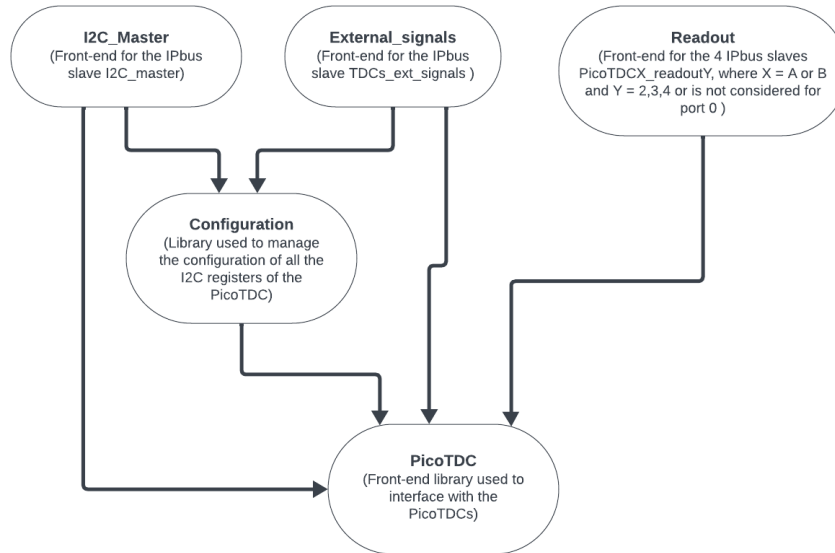 I2C_Master
(Front-end for the IPbus
slave I2C_master)
External_signals
(Front-end for the IPbus
slave TDCs_ext_signals )
Readout
(Front-end for the 4 IPbus slaves
PicoTDCX_readoutY, where X = A or B
and Y = 2,3,4 or is not considered for
port 0 )
Configuration
(Library used to manage
the configuration of all the
I2C registers of the
PicoTDC)
PicoTDC
(Front-end library used to
interface with the
PicoTDCs)